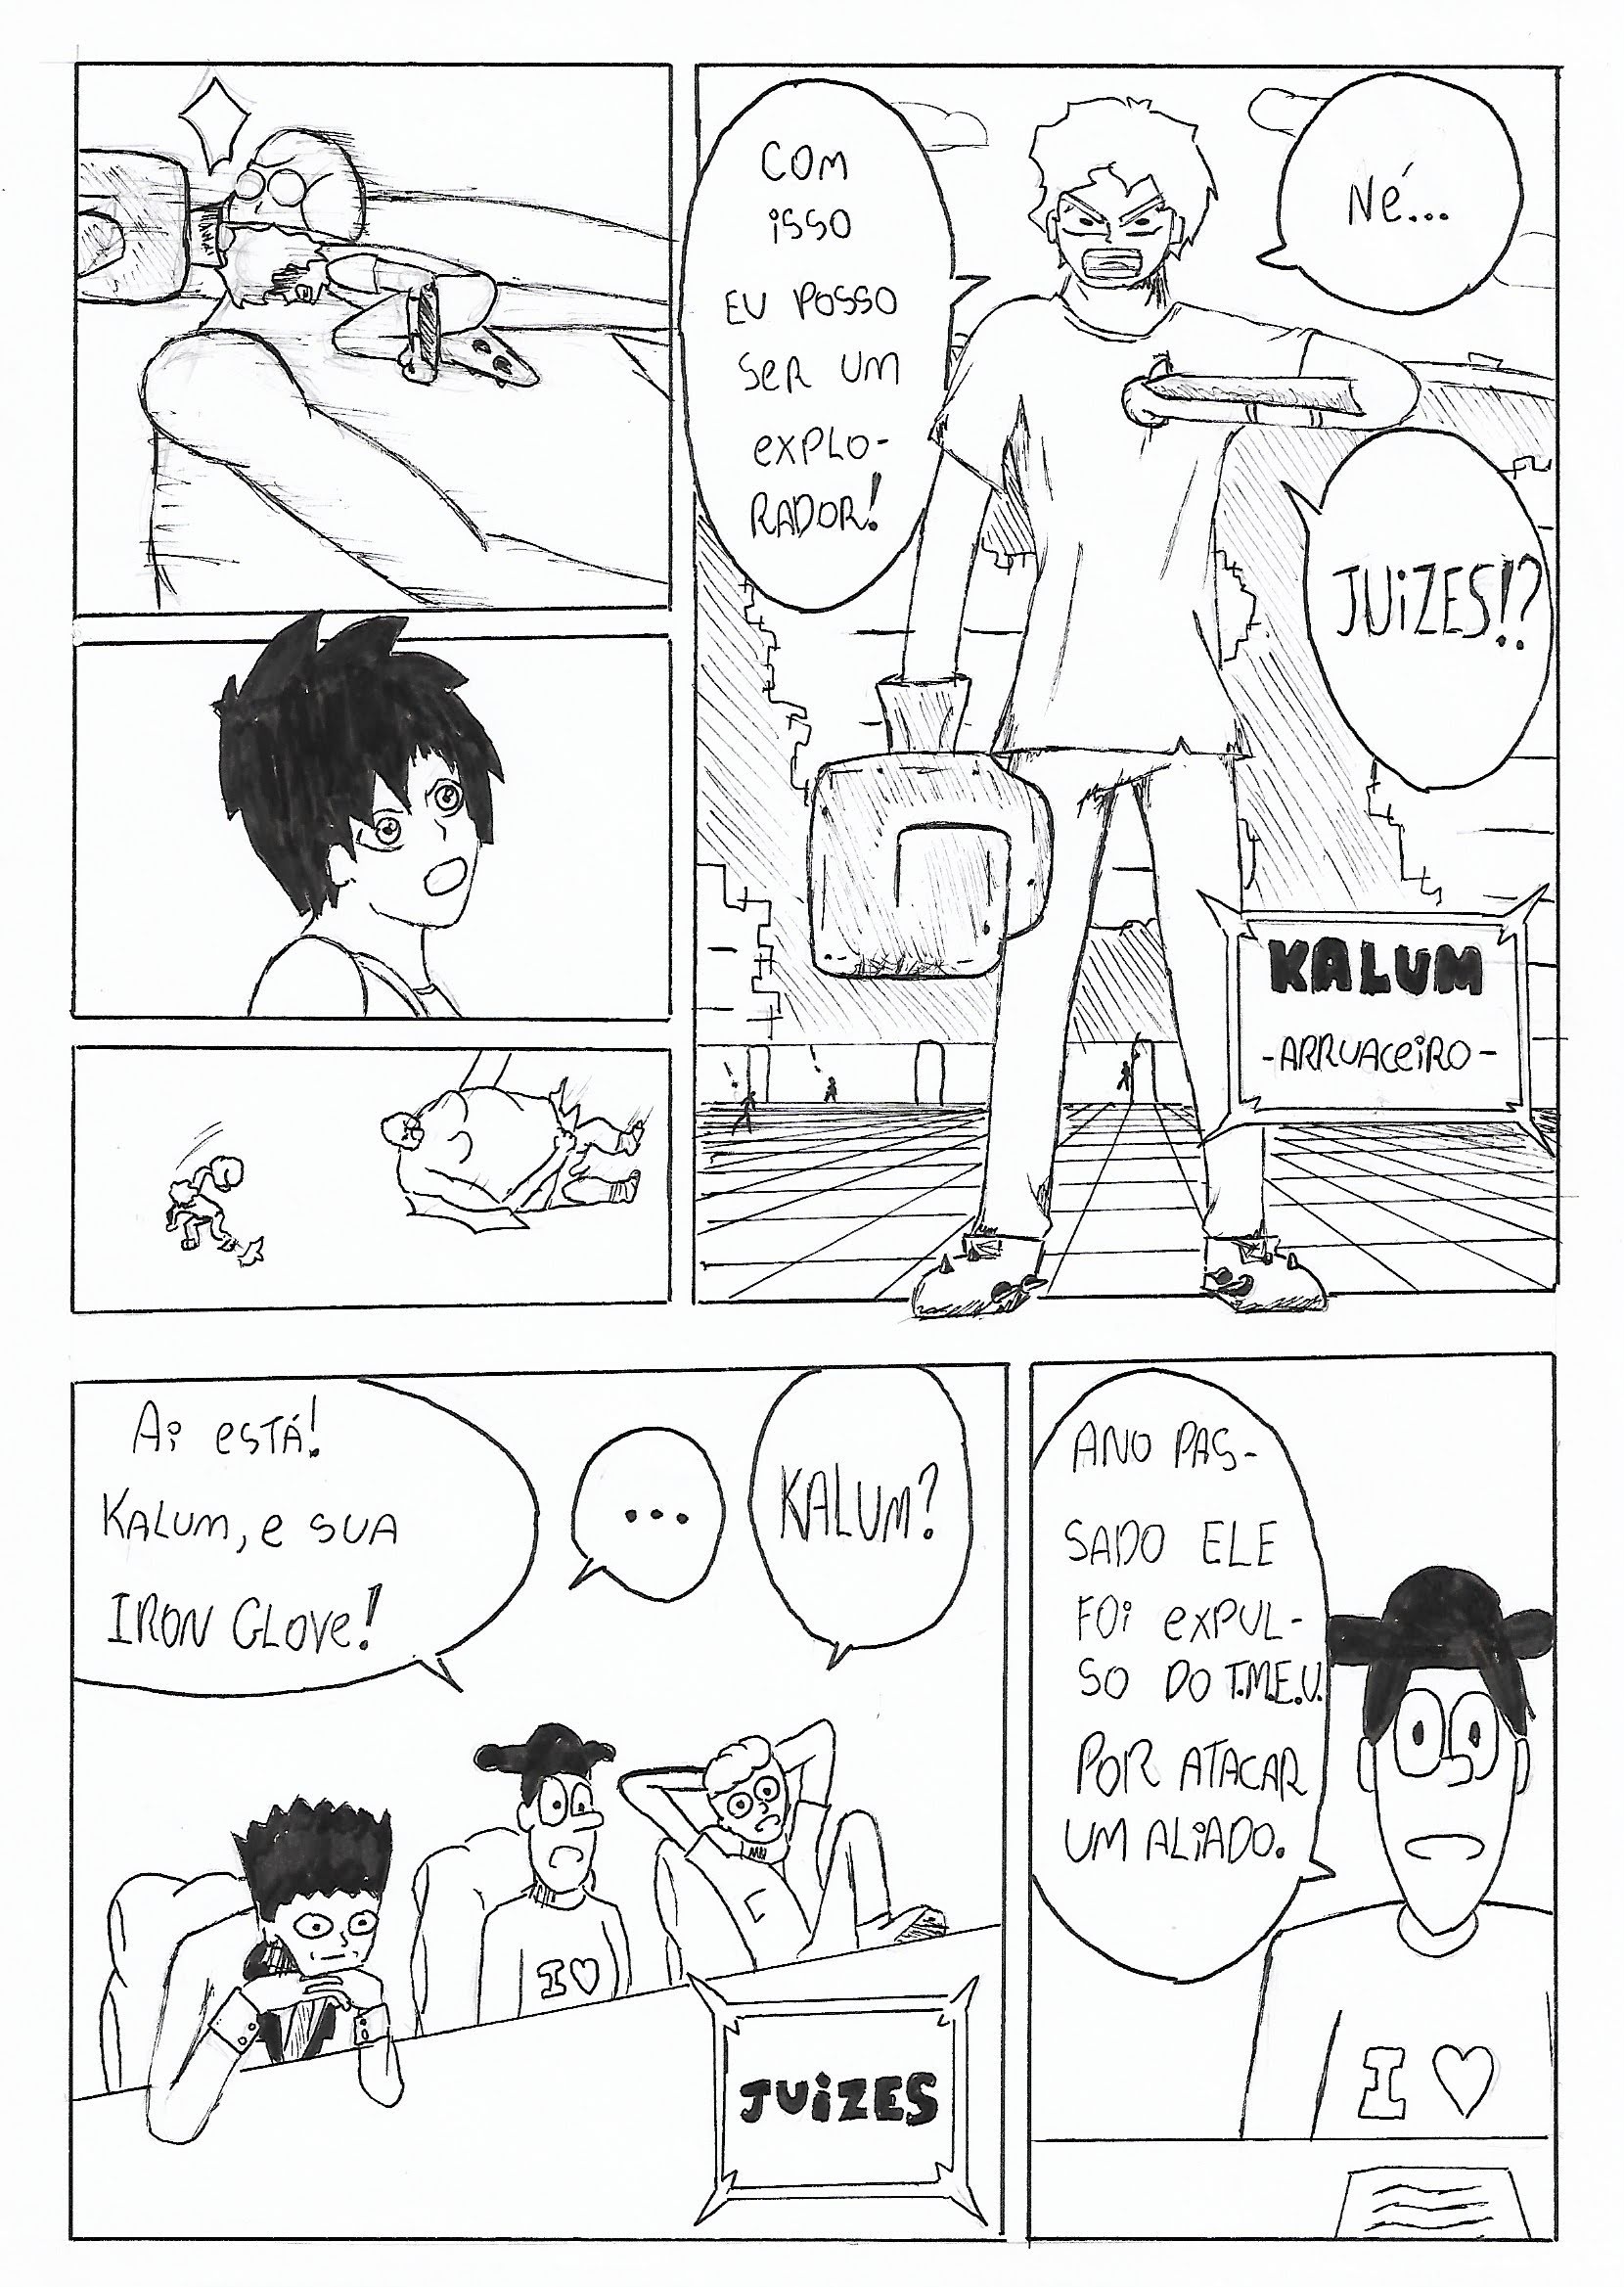 COM
ISSO
EU POSSO
SER UM
EXPLO-
RADOR!
NÉ...
JUIZES!?
KALUM
-ARRUACEIRO-
AI ESTÁ!
KALUM, E SUA
IRON GLOVE!
...
KALUM?
I♡
JUIZES
ANO PAS-
SADO ELE
FOI EXPUL-
SO DO T.M.E.U.
POR ATACAR
UM ALIADO.
I ♡